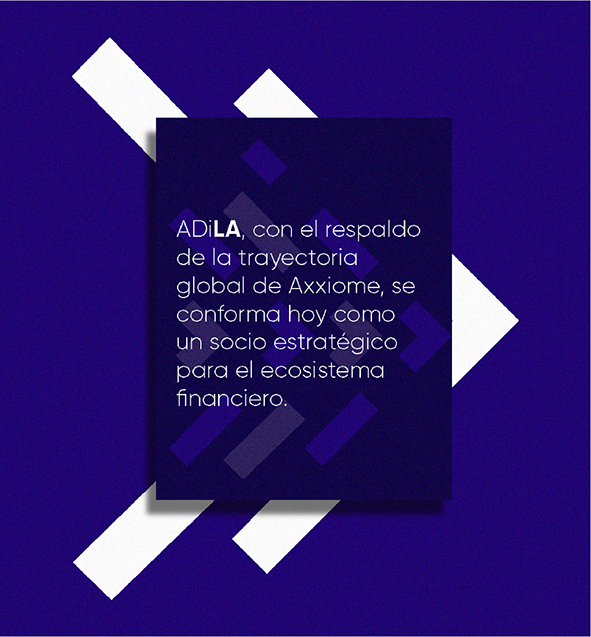 ADiLA, con el respaldo
de la trayectoria
global de Axxiome, se
conforma hoy como
un socio estratégico
para el ecosistema
financiero.